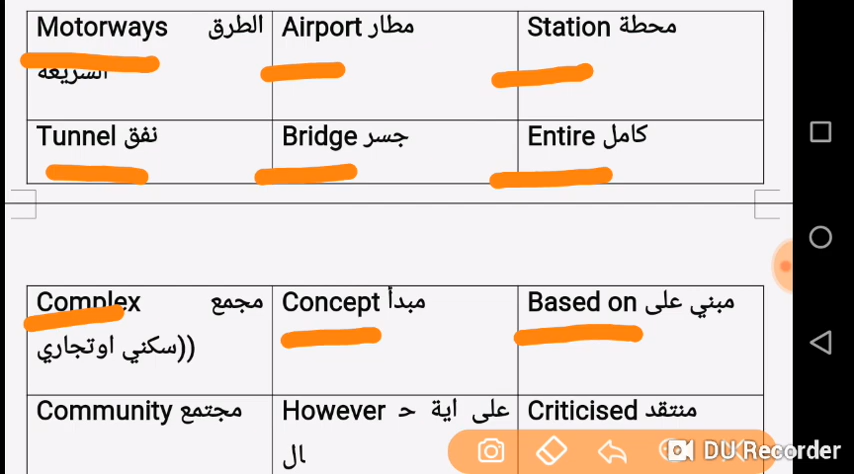 Motorways الطرق
السريعة
Airport مطار
Station محطة
Tunnel نفق
Bridge جسر
Entire كامل
Complex مجمع
((سكني اوتجاري
Concept مبدأ
Based on مبني على
Community مجتمع
However على اية ح
ال
Criticised منتقد
DU Recorder